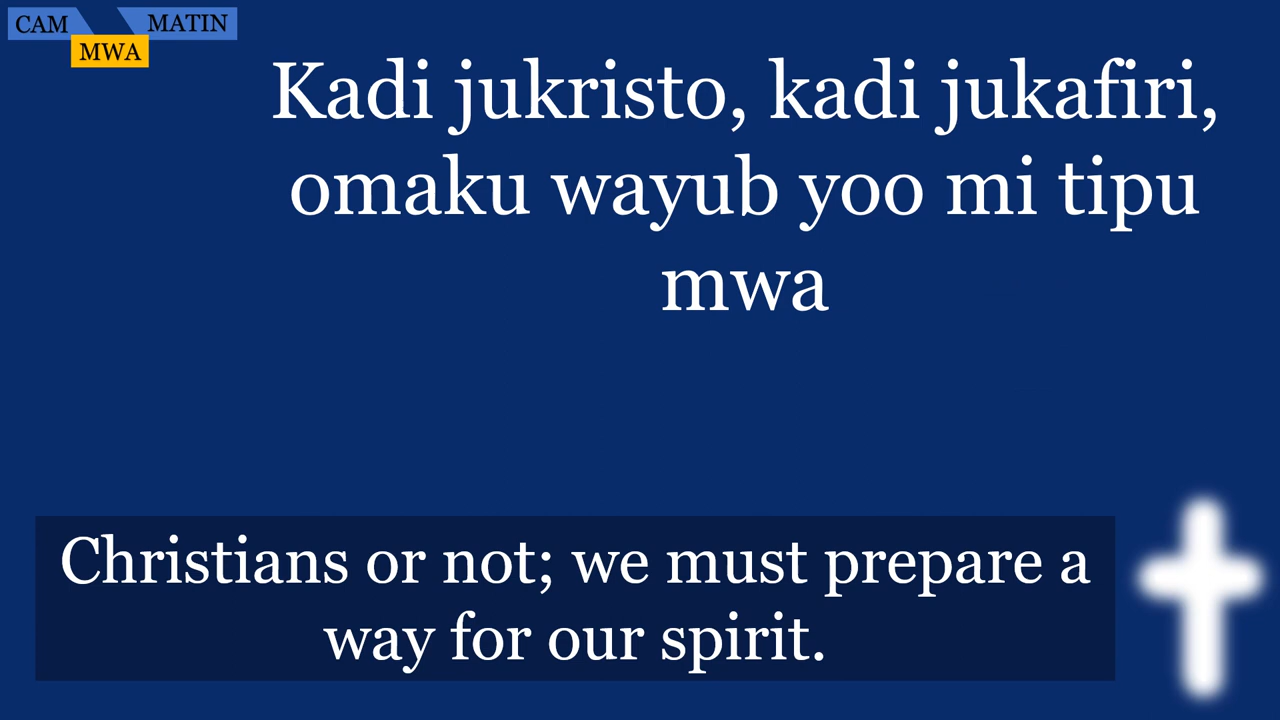 CAM MATIN
MWA
Kadi jukristo, kadi jukafiri,
omaku wayub yoo mi tipu
mwa
Christians or not; we must prepare a
way for our spirit.